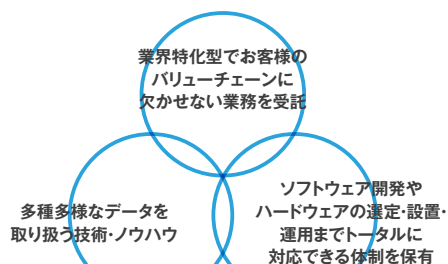 業界特化型でお客様の
バリューチェーンに
欠かせない業務を受託
多種多様なデータを
取り扱う技術・ノウハウ
ソフトウェア開発や
ハードウェアの選定・設置・
運用までトータルに
対応できる体制を保有